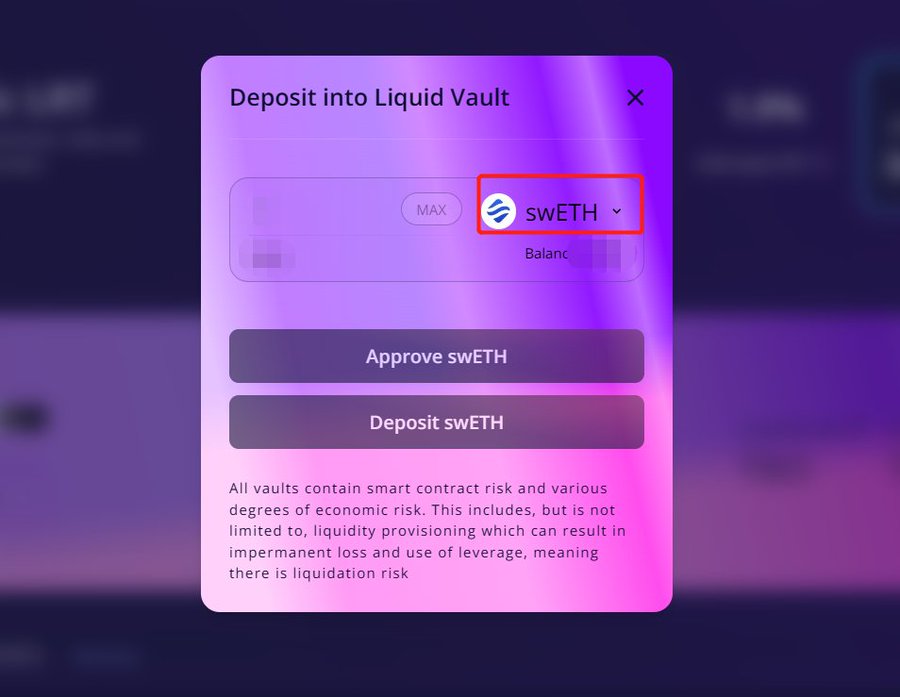 Deposit into Liquid Vault
MAX
swETH
Balanc
Approve swETH
Deposit swETH
All vaults contain smart contract risk and various
degrees of economic risk. This includes, but is not
limited to, liquidity provisioning which can result in
impermanent loss and use of leverage, meaning
there is liquidation risk